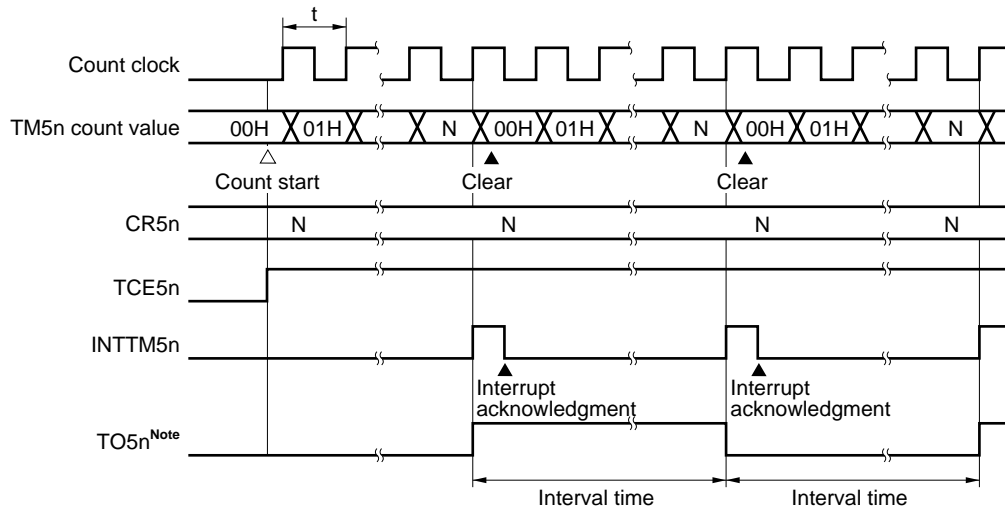 t
Count clock
TM5n count value 00H 01H N 00H 01H N 00H 01H N
Count start Clear Clear
CR5n N N N N
TCE5n
INTTM5n
Interrupt acknowledgment
Interrupt acknowledgment
TO5nNote
Interval time Interval time